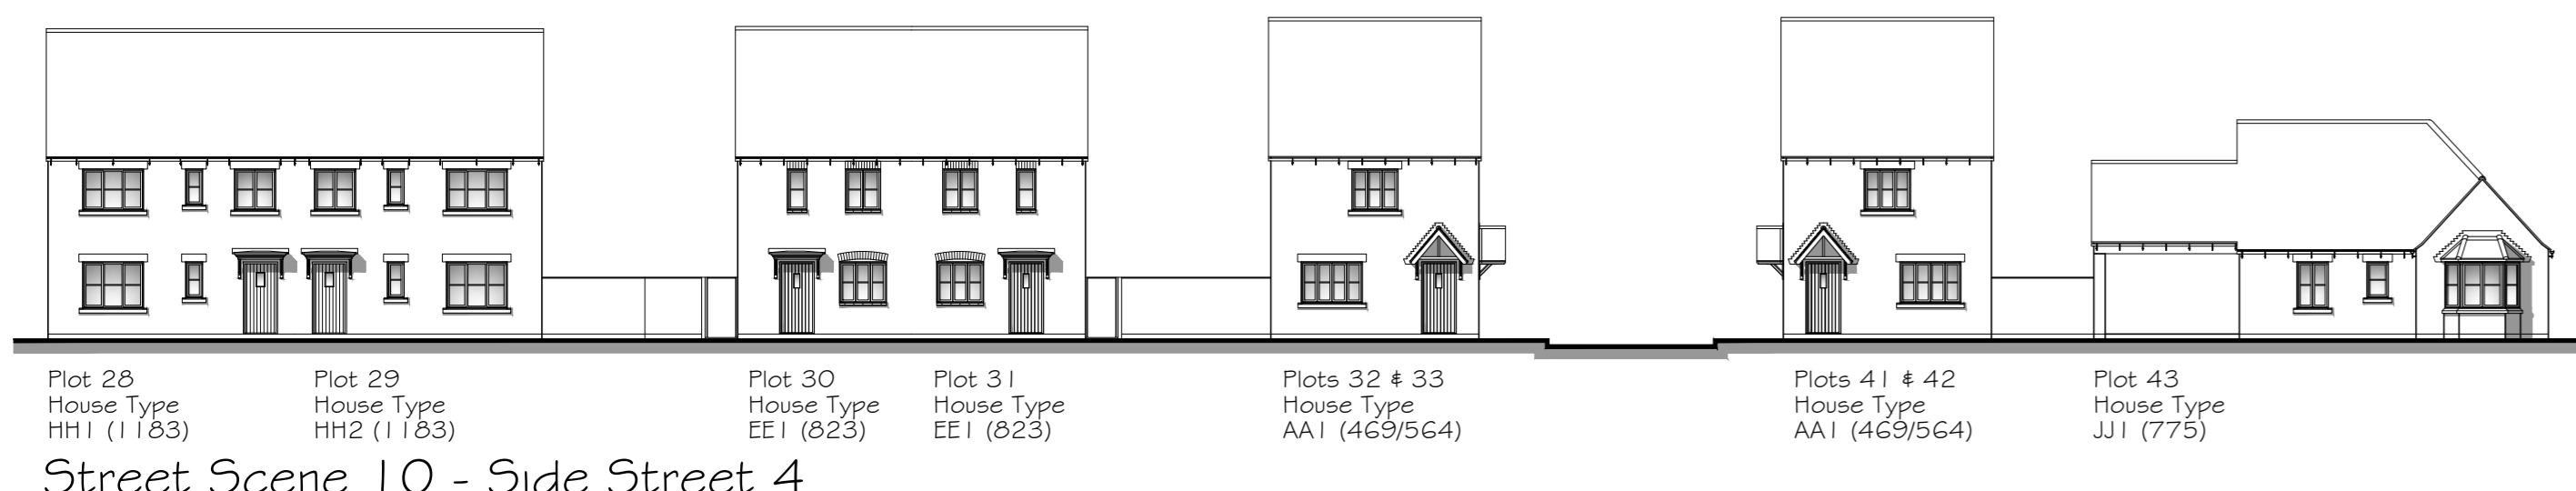 Plot 28
House Type
HH1 (1183)
Plot 29
House Type
HH2 (1183)
Plot 30
House Type
EE1 (823)
Plot 31
House Type
EE1 (823)
Plots 32 & 33
House Type
AA1 (469/564)
Plots 41 & 42
House Type
AA1 (469/564)
Plot 43
House Type
JJ1 (775)
Street Scene 10 - Side Street 4